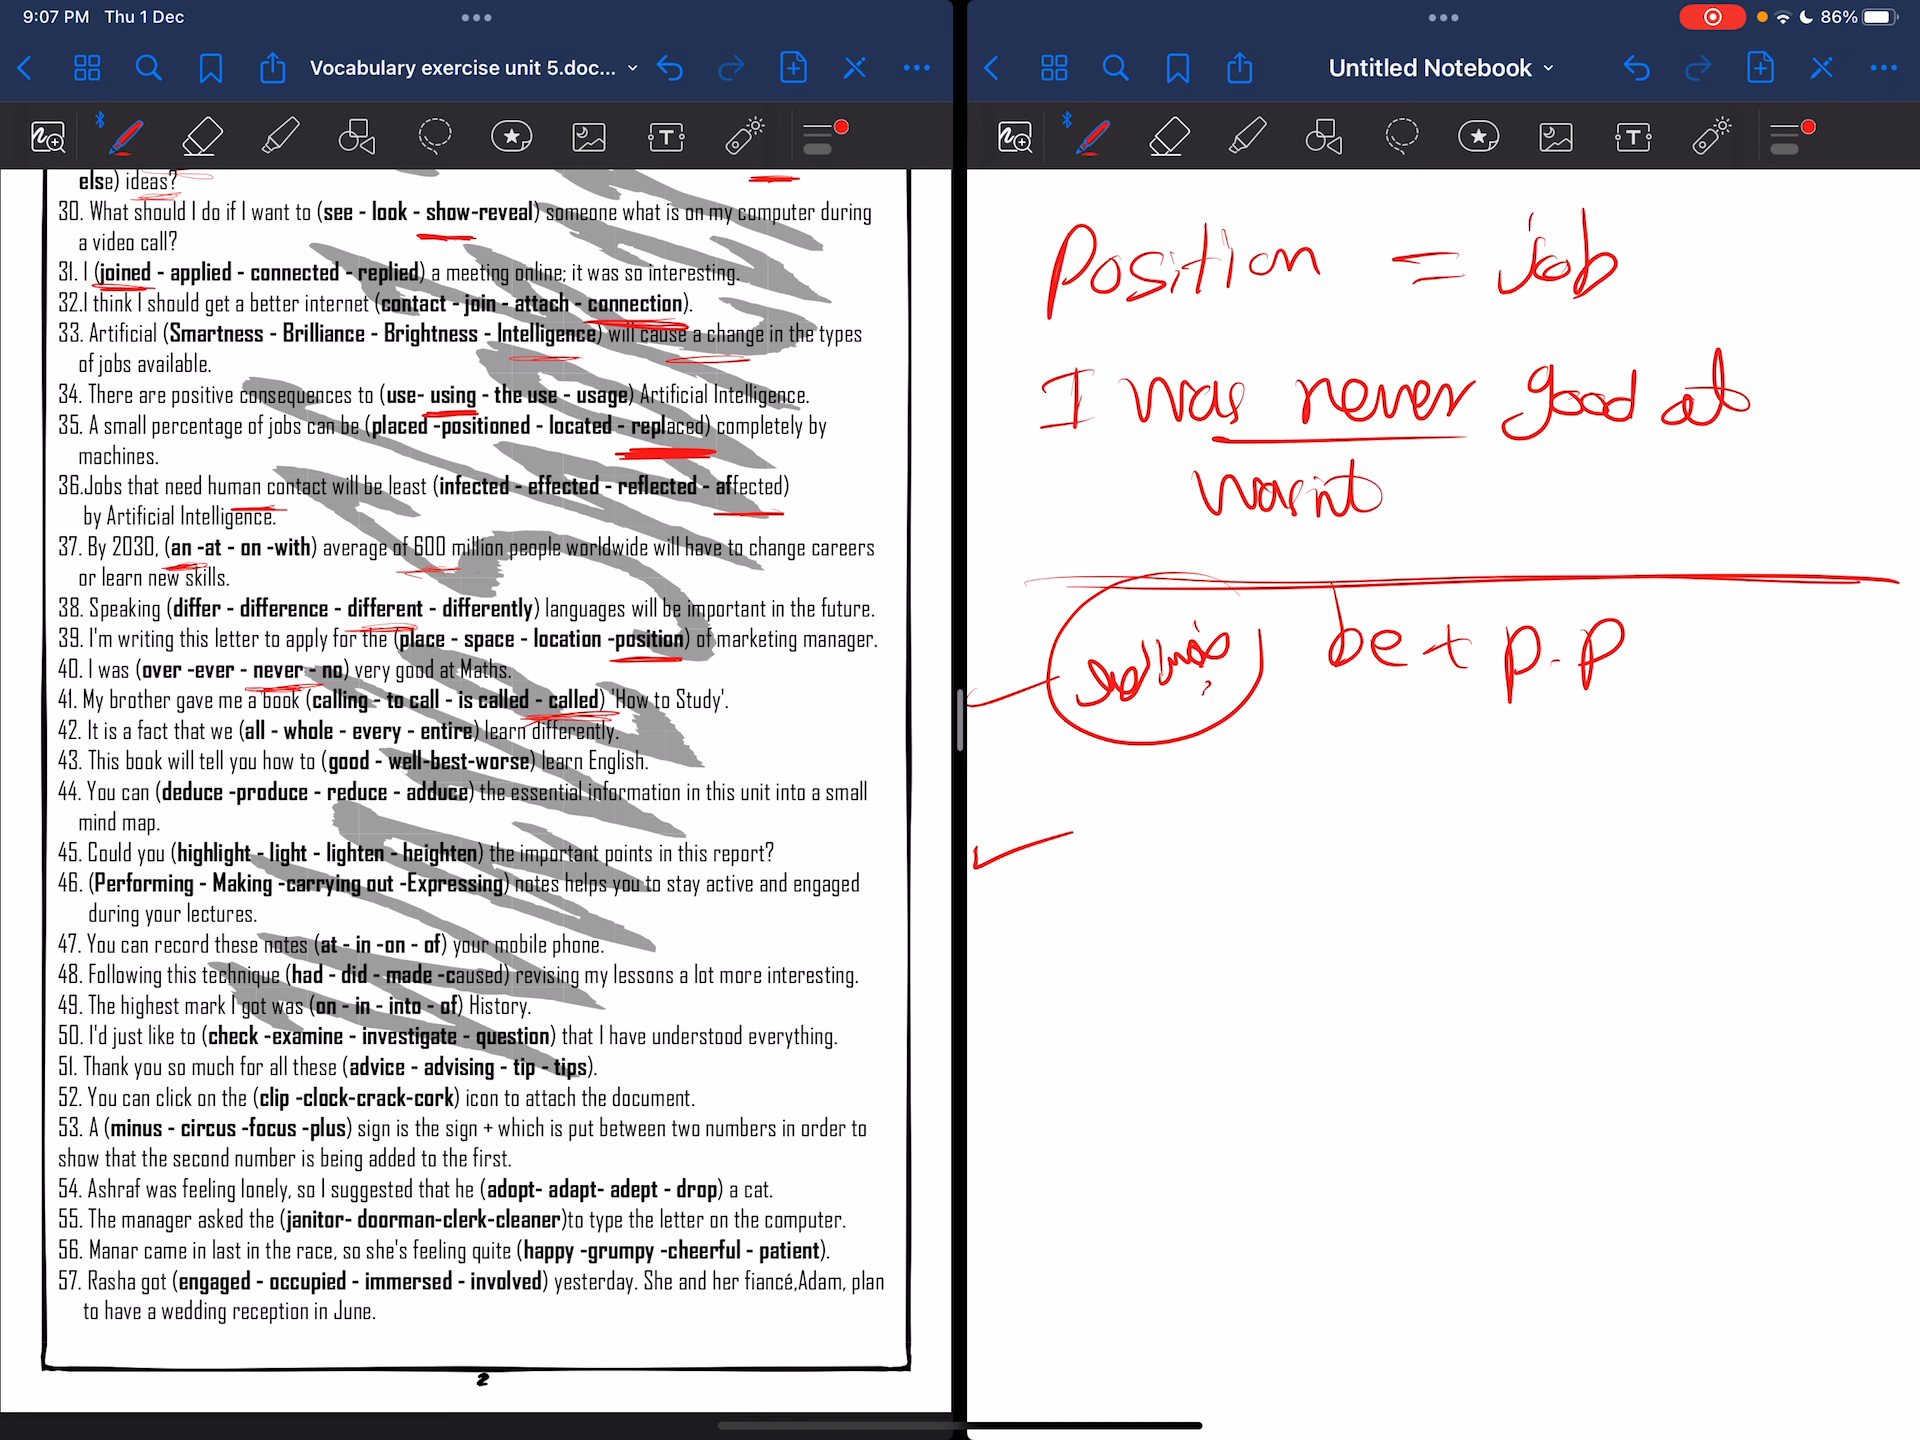 9:07 PM Thu 1 Dec
86%
Vocabulary exercise unit 5.doc...
Untitled Notebook
else) ideas?
30. What should I do if I want to (see - look - show-reveal) someone what is on my computer during
a video call?
31. I (joined - applied - connected - replied) a meeting online; it was so interesting.
32.I think I should get a better internet (contact - join - attach - connection).
33. Artificial (Smartness - Brilliance - Brightness - Intelligence) will cause a change in the types
of jobs available.
34. There are positive consequences to (use- using - the use - usage) Artificial Intelligence.
35. A small percentage of jobs can be (placed -positioned - located - replaced) completely by
machines.
36.Jobs that need human contact will be least (infected - effected - reflected - affected)
by Artificial Intelligence.
37. By 2030, (an -at - on -with) average of 600 million people worldwide will have to change careers
or learn new skills.
38. Speaking (differ - difference - different - differently) languages will be important in the future.
39. I'm writing this letter to apply for the (place - space - location -position) of marketing manager.
40. I was (over -ever - never - no) very good at Maths.
41. My brother gave me a book (calling - to call - is called - called) 'How to Study'.
42. It is a fact that we (all - whole - every - entire) learn differently.
43. This book will tell you how to (good - well-best-worse) learn English.
44. You can (deduce -produce - reduce - adduce) the essential information in this unit into a small
mind map.
45. Could you (highlight - light - lighten - heighten) the important points in this report?
46. (Performing - Making -carrying out -Expressing) notes helps you to stay active and engaged
during your lectures.
47. You can record these notes (at - in -on - of) your mobile phone.
48. Following this technique (had - did - made -caused) revising my lessons a lot more interesting.
49. The highest mark I got was (on - in - into - of) History.
50. I'd just like to (check -examine - investigate - question) that I have understood everything.
51. Thank you so much for all these (advice - advising - tip - tips).
52. You can click on the (clip -clock-crack-cork) icon to attach the document.
53. A (minus - circus -focus -plus) sign is the sign + which is put between two numbers in order to
show that the second number is being added to the first.
54. Ashraf was feeling lonely, so I suggested that he (adopt- adapt- adept - drop) a cat.
55. The manager asked the (janitor- doorman-clerk-cleaner)to type the letter on the computer.
56. Manar came in last in the race, so she's feeling quite (happy -grumpy -cheerful - patient).
57. Rasha got (engaged - occupied - immersed - involved) yesterday. She and her fiancé,Adam, plan
to have a wedding reception in June.
2
Position = job
I was never good at
wasn't
be + p.p